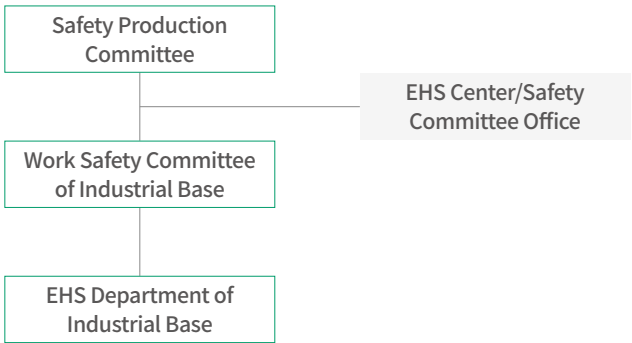 Safety Production
Committee
EHS Center/Safety
Committee Office
Work Safety Committee
of Industrial Base
EHS Department of
Industrial Base